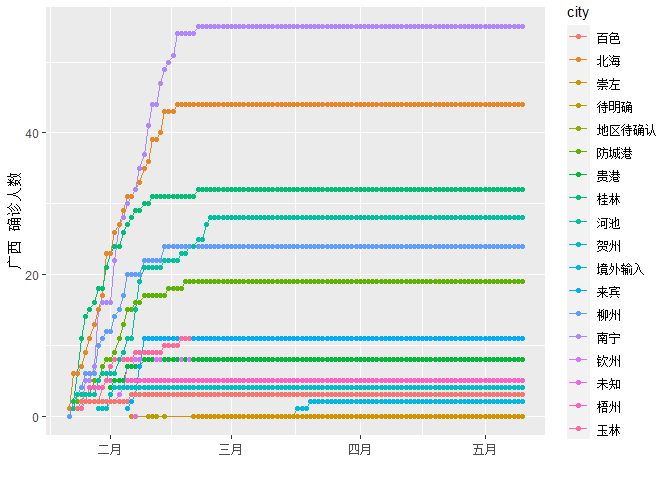 city
百色
北海
崇左
待明确
地区待确认
防城港
贵港
桂林
河池
贺州
境外输入
来宾
柳州
南宁
钦州
未知
梧州
玉林
广西 确诊人数
40
20
0
二月
三月
四月
五月